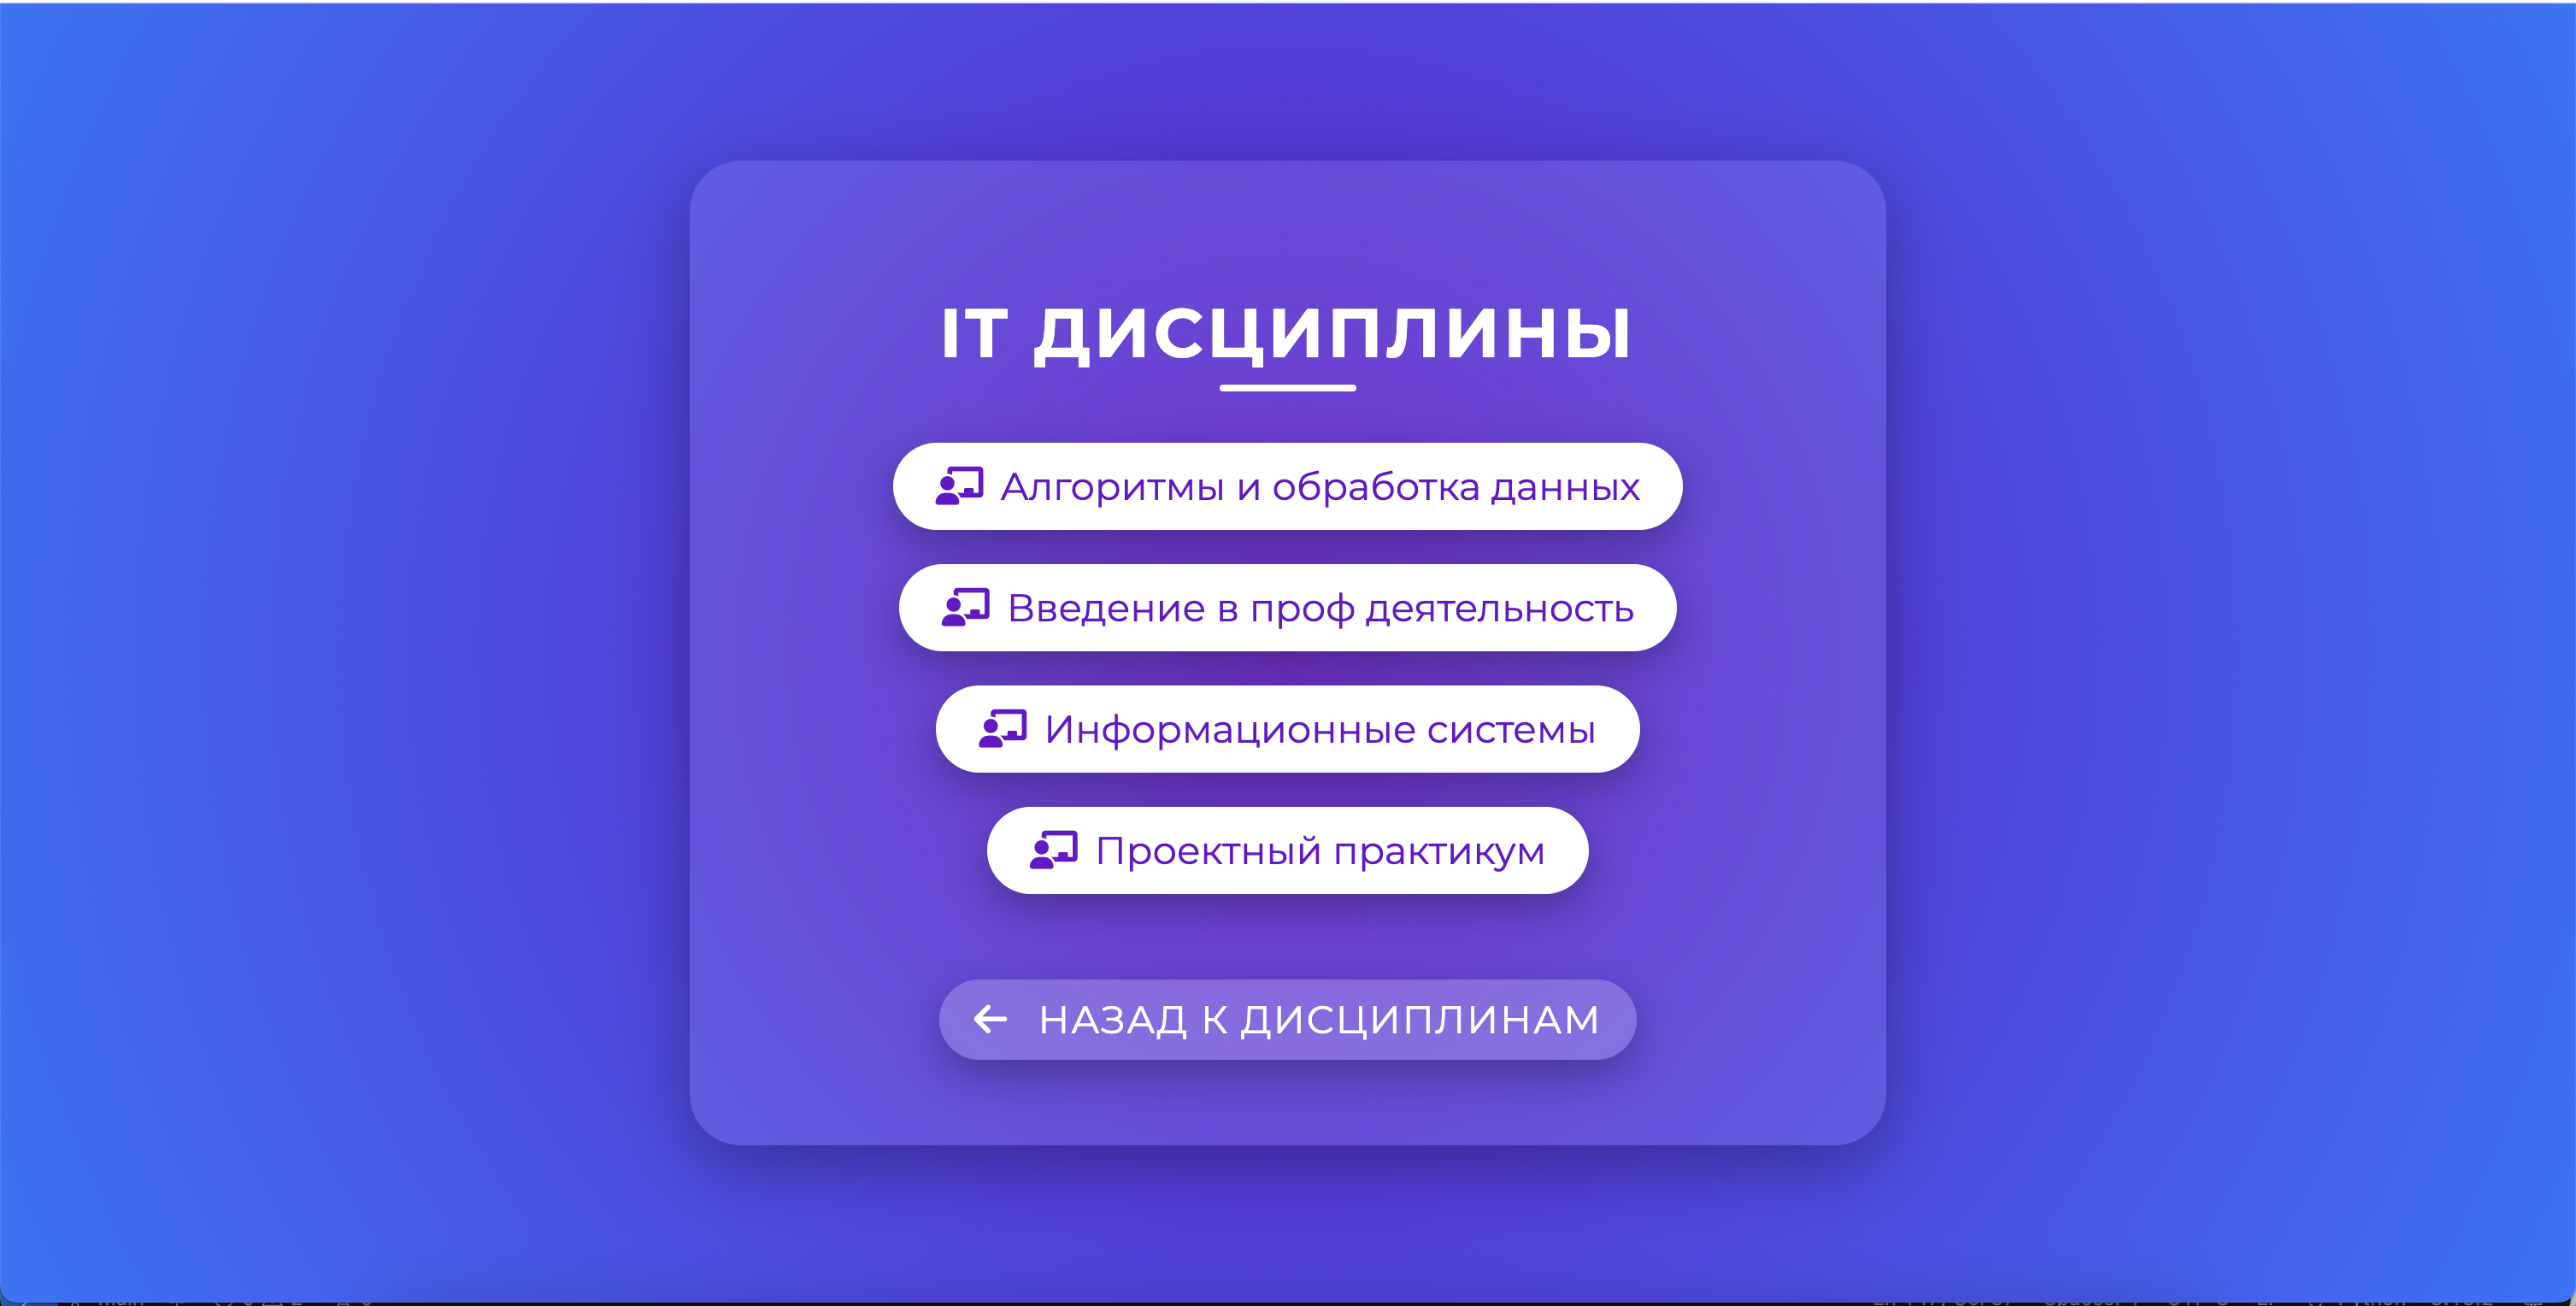 IT ДИСЦИПЛИНЫ
Алгоритмы и обработка данных
Введение в проф деятельность
Информационные системы
Проектный практикум
НАЗАД К ДИСЦИПЛИНАМ